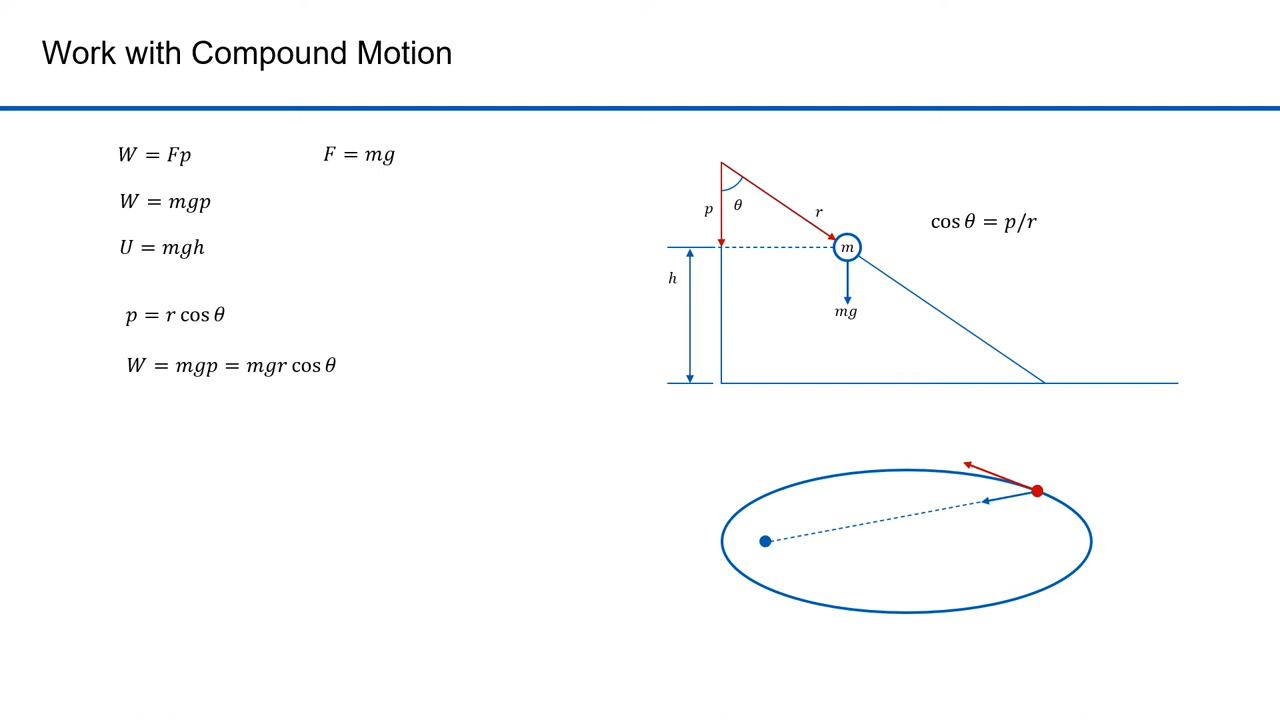 Work with Compound Motion
W = Fp
F = mg
W = mgp
U = mgh
p = r cos θ
W = mgp = mgr cos θ
p
θ
r
cos θ = p/r
m
h
mg